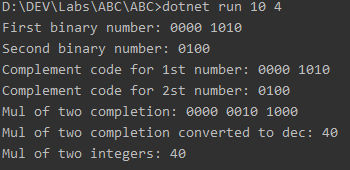 D:\DEV\Labs\ABC\ABC>dotnet run 10 4
First binary number: 0000 1010
Second binary number: 0100
Complement code for 1st number: 0000 1010
Complement code for 2st number: 0100
Mul of two completion: 0000 0010 1000
Mul of two completion converted to dec: 40
Mul of two integers: 40